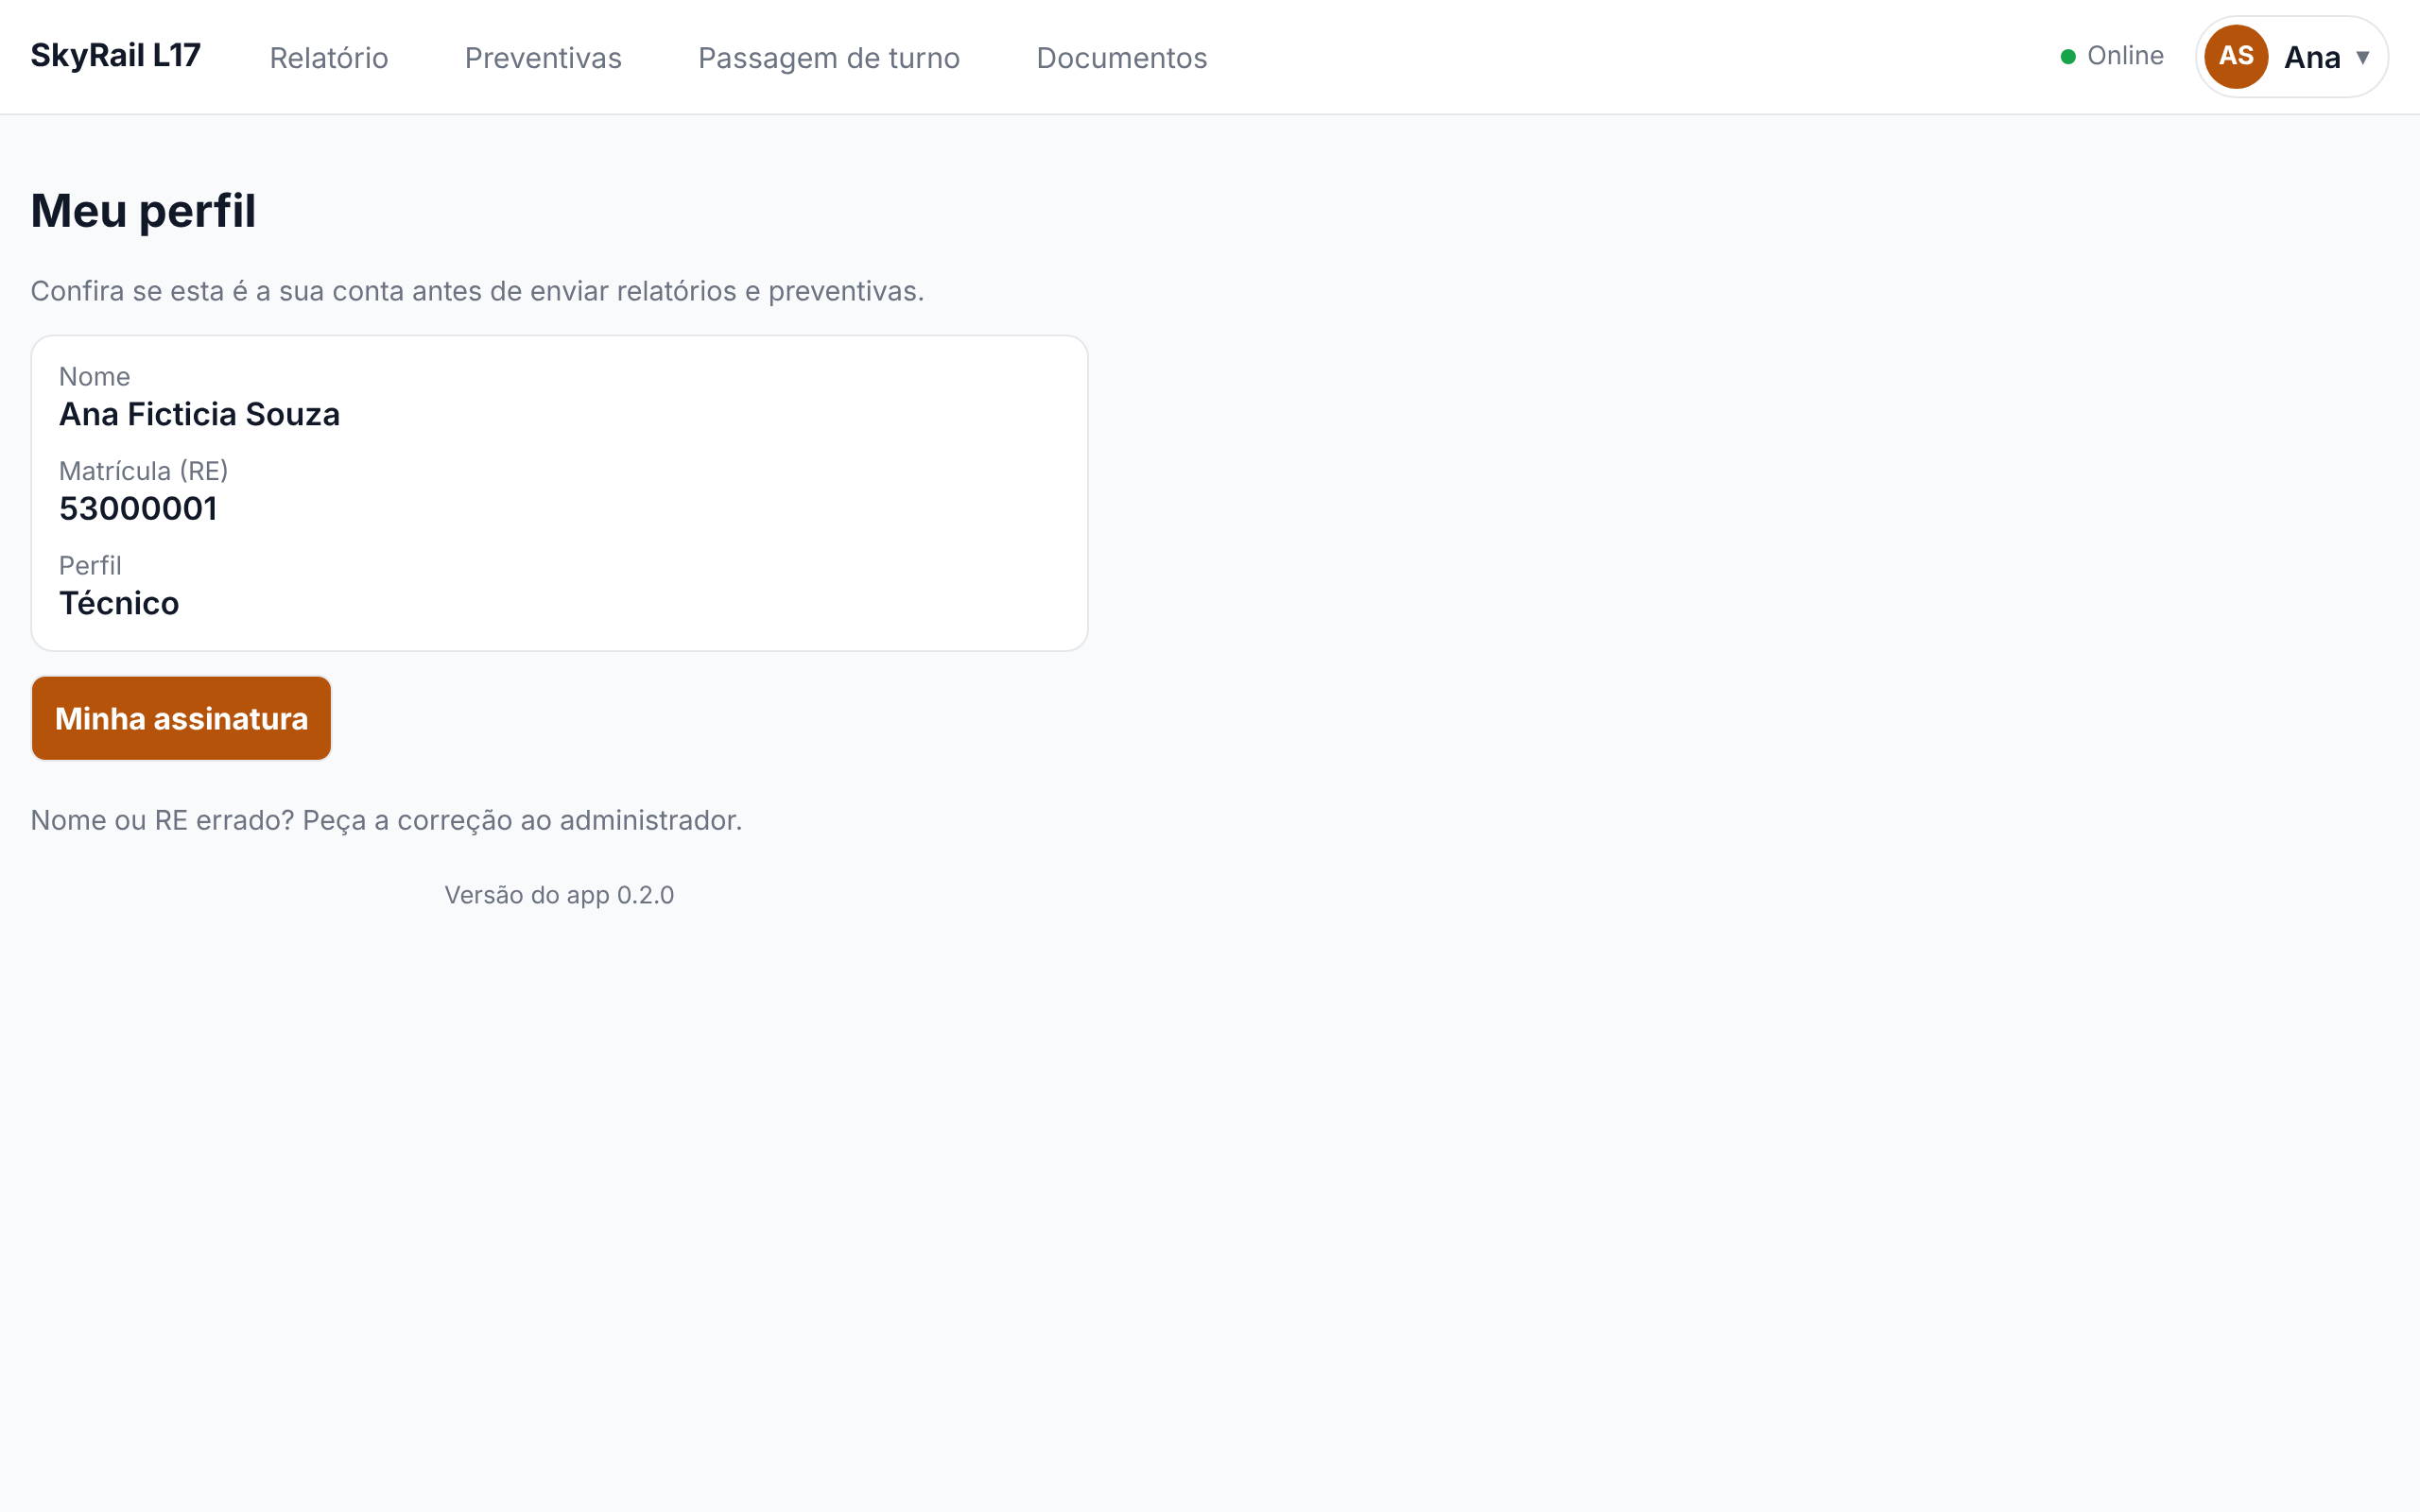 SkyRail L17 Relatório Preventivas Passagem de turno Documentos Online AS Ana ▼
Meu perfil
Confira se esta é a sua conta antes de enviar relatórios e preventivas.
Nome
Ana Ficticia Souza
Matrícula (RE)
53000001
Perfil
Técnico
Minha assinatura
Nome ou RE errado? Peça a correção ao administrador.
Versão do app 0.2.0